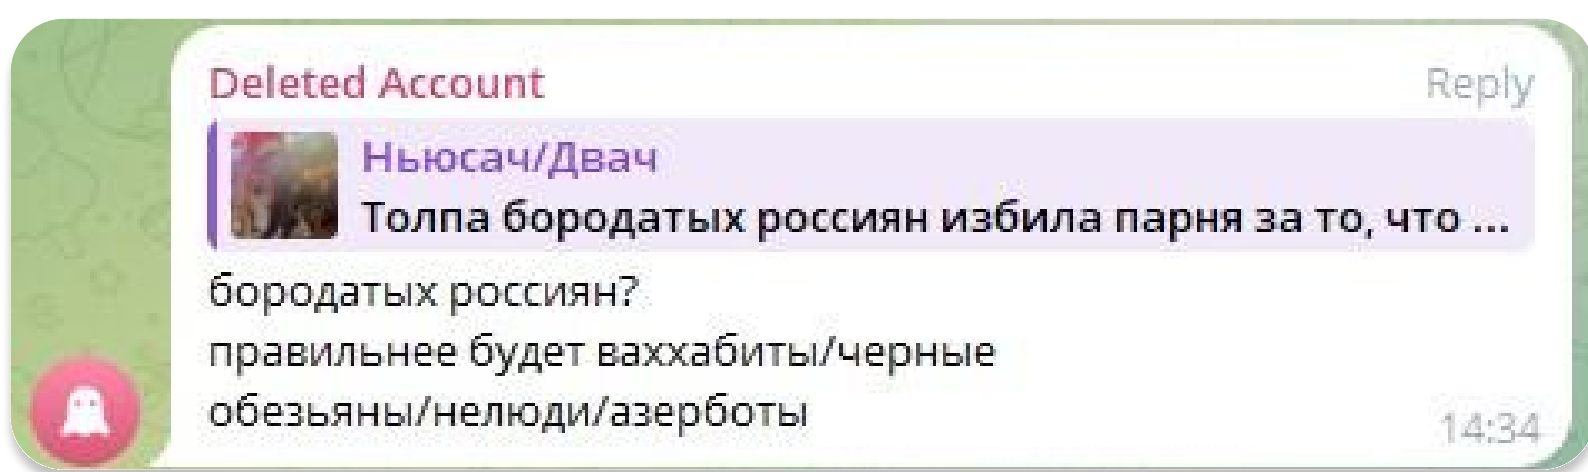 Deleted Account Reply
Ньюсач/Двач
Толпа бородатых россиян избила парня за то, что ...
бородатых россиян?
правильнее будет ваххабиты/черные
обезьяны/нелюди/азерботы
14:34